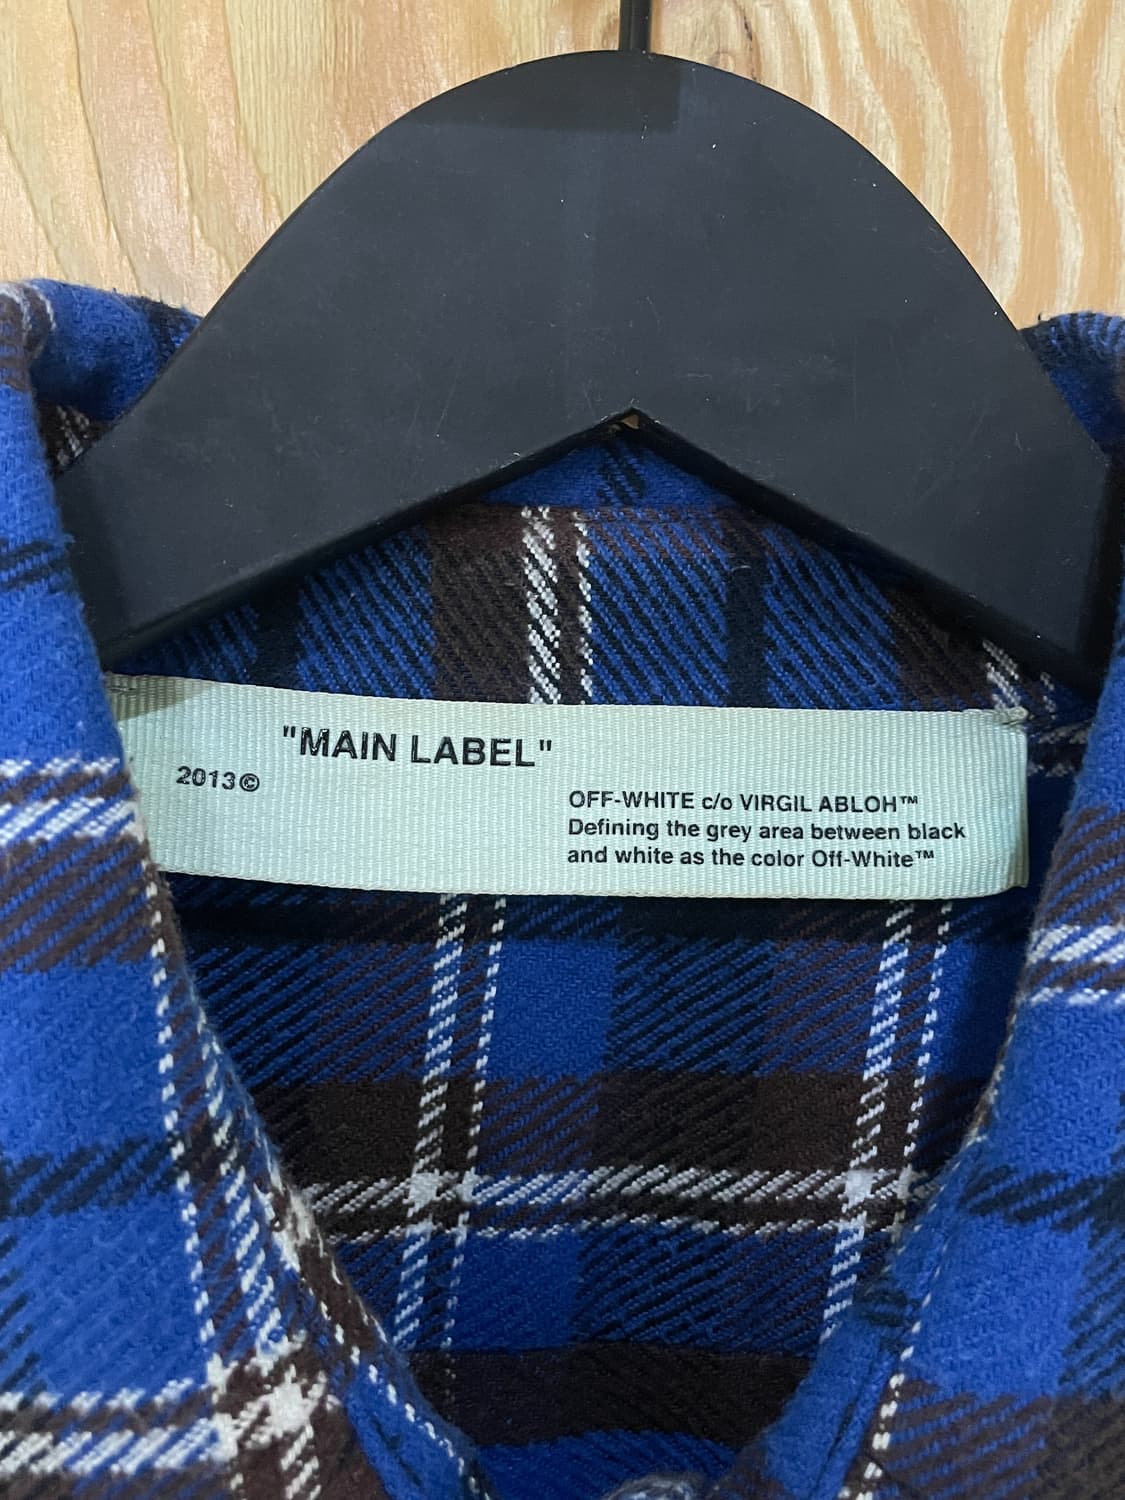 "MAIN LABEL"
2013©
OFF-WHITE c/o VIRGIL ABLOH™
Defining the grey area between black
and white as the color Off-White™